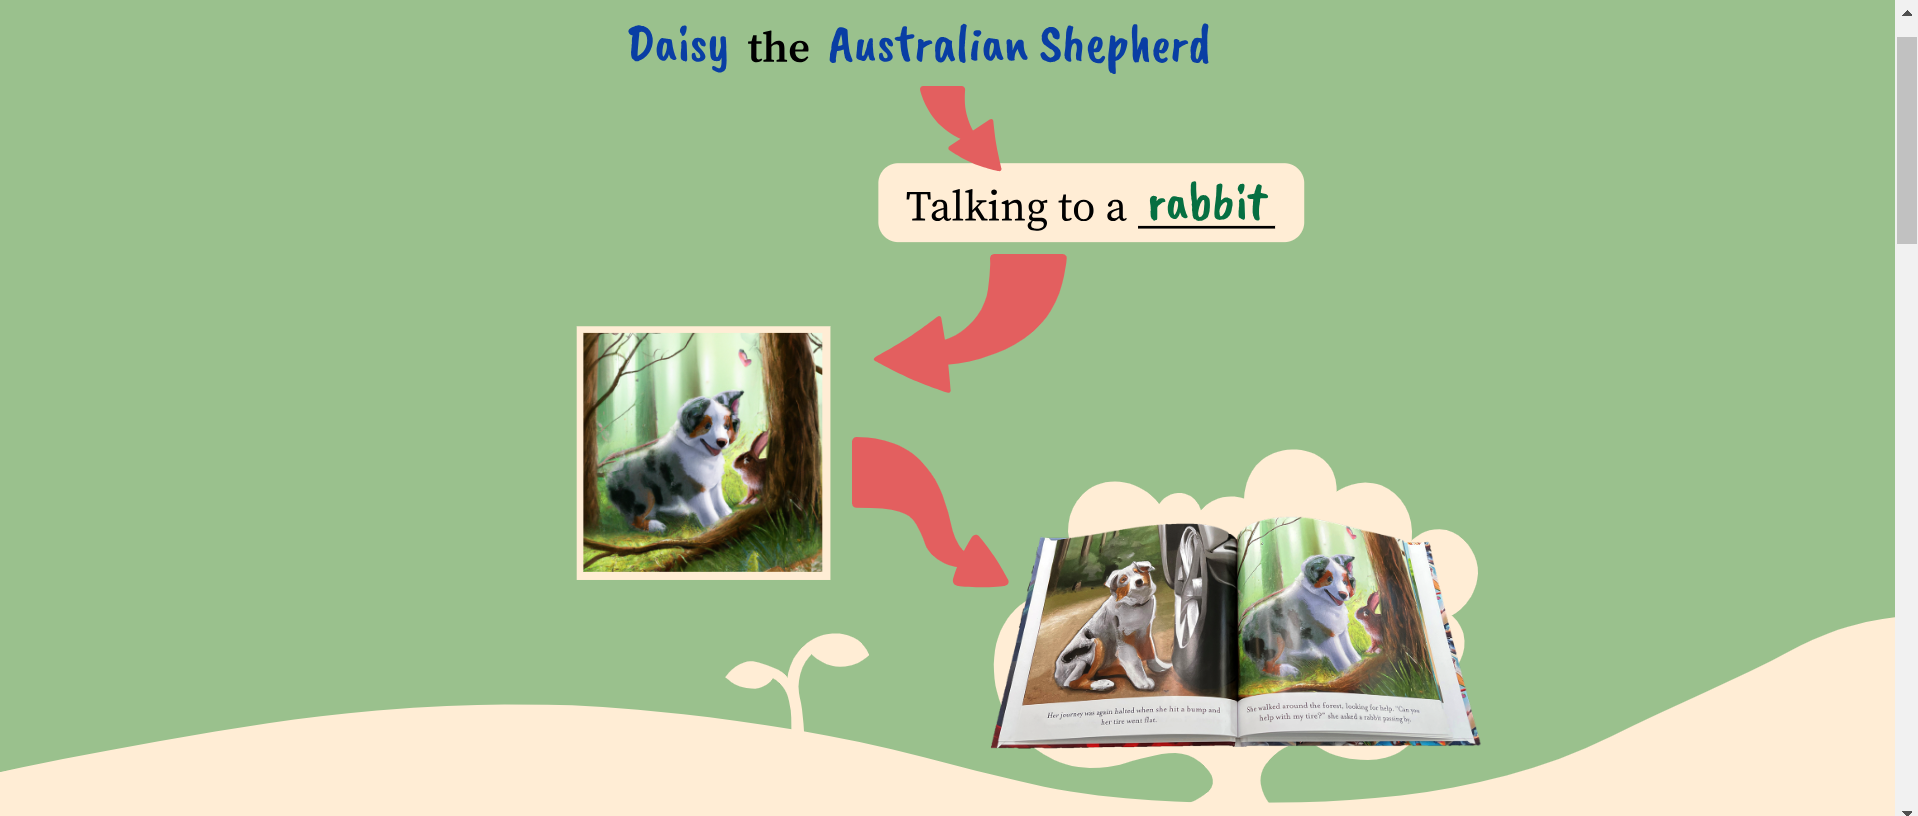 Daisy the Australian Shepherd
Talking to a rabbit
Her journey was again halted when she hit a bump and
her tire went flat.
She walked around the forest, looking for help. "Can you
help with my tire?" she asked a rabbit passing by.